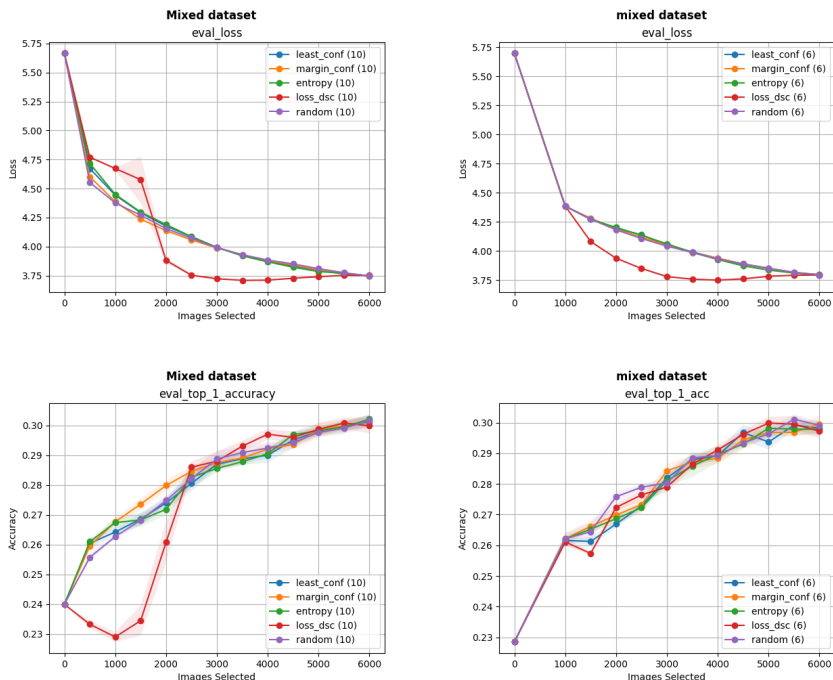 Mixed dataset
eval_loss
5.75
5.50
5.25
5.00
4.75
4.50
4.25
4.00
3.75
Loss
0 1000 2000 3000 4000 5000 6000
Images Selected
least_conf (10)
margin_conf (10)
entropy (10)
loss_dsc (10)
random (10)
mixed dataset
eval_loss
5.75
5.50
5.25
5.00
4.75
4.50
4.25
4.00
3.75
Loss
0 1000 2000 3000 4000 5000 6000
Images Selected
least_conf (6)
margin_conf (6)
entropy (6)
loss_dsc (6)
random (6)
Mixed dataset
eval_top_1_accuracy
0.30
0.29
0.28
0.27
0.26
0.25
0.24
0.23
Accuracy
0 1000 2000 3000 4000 5000 6000
Images Selected
least_conf (10)
margin_conf (10)
entropy (10)
loss_dsc (10)
random (10)
mixed dataset
eval_top_1_acc
0.30
0.29
0.28
0.27
0.26
0.25
0.24
0.23
Accuracy
0 1000 2000 3000 4000 5000 6000
Images Selected
least_conf (6)
margin_conf (6)
entropy (6)
loss_dsc (6)
random (6)